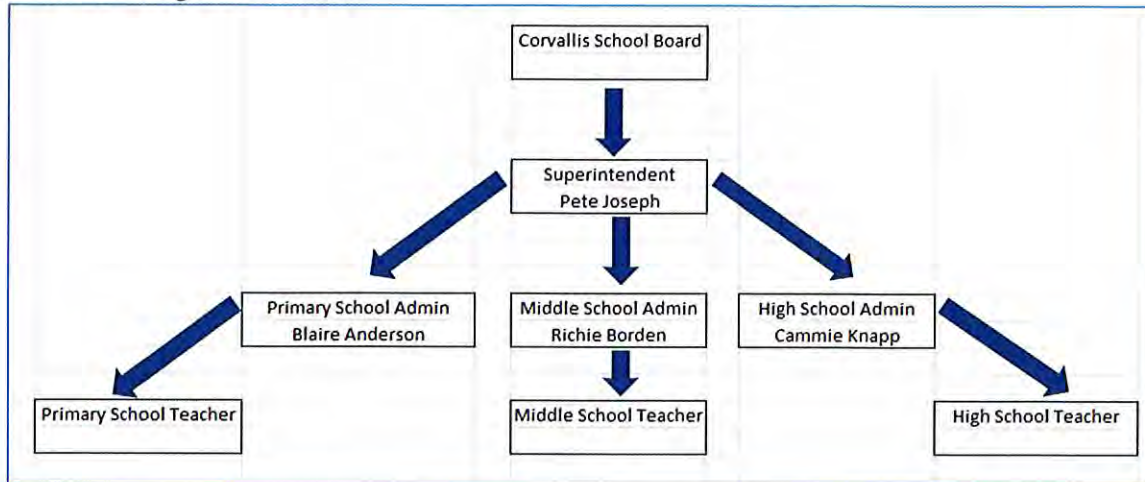 Corvallis School Board
Superintendent
Pete Joseph
Primary School Admin
Blaire Anderson
Middle School Admin
Richie Borden
High School Admin
Cammie Knapp
Primary School Teacher
Middle School Teacher
High School Teacher